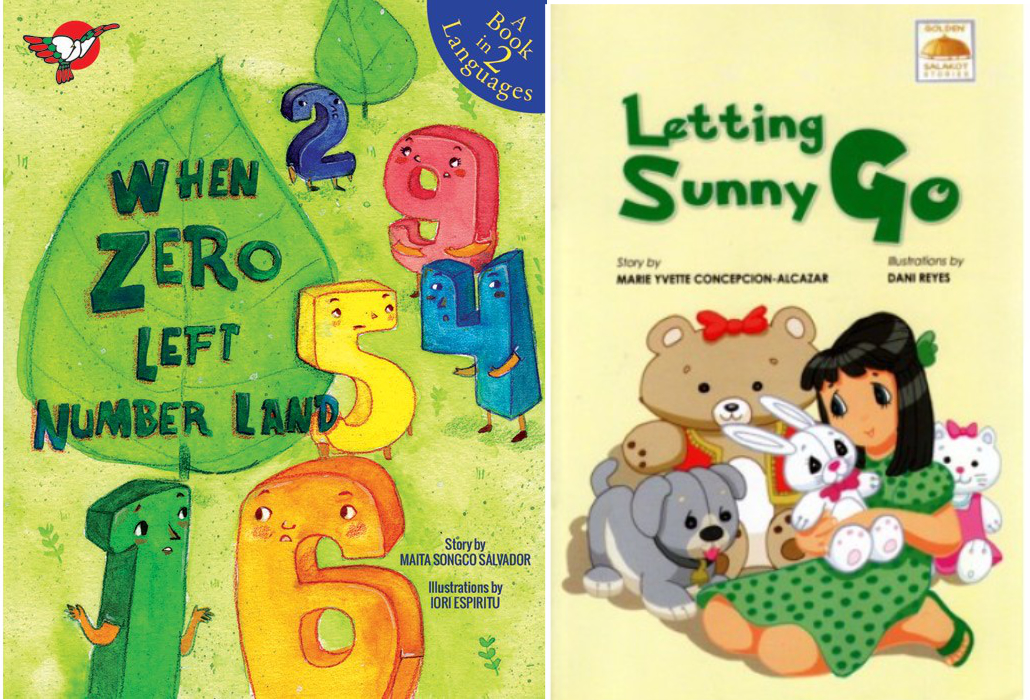 A
Book
in 2
Languages
WHEN
ZERO
LEFT
NUMBER LAND
2
9
5
4
1
6
Story by
MAITA SONGCO SALVADOR
Illustrations by
IORI ESPIRITU
GOLDEN
SALAKOT
STORIES
Letting
Sunny Go
Story by
MARIE YVETTE CONCEPCION-ALCAZAR
Illustrations by
DANI REYES